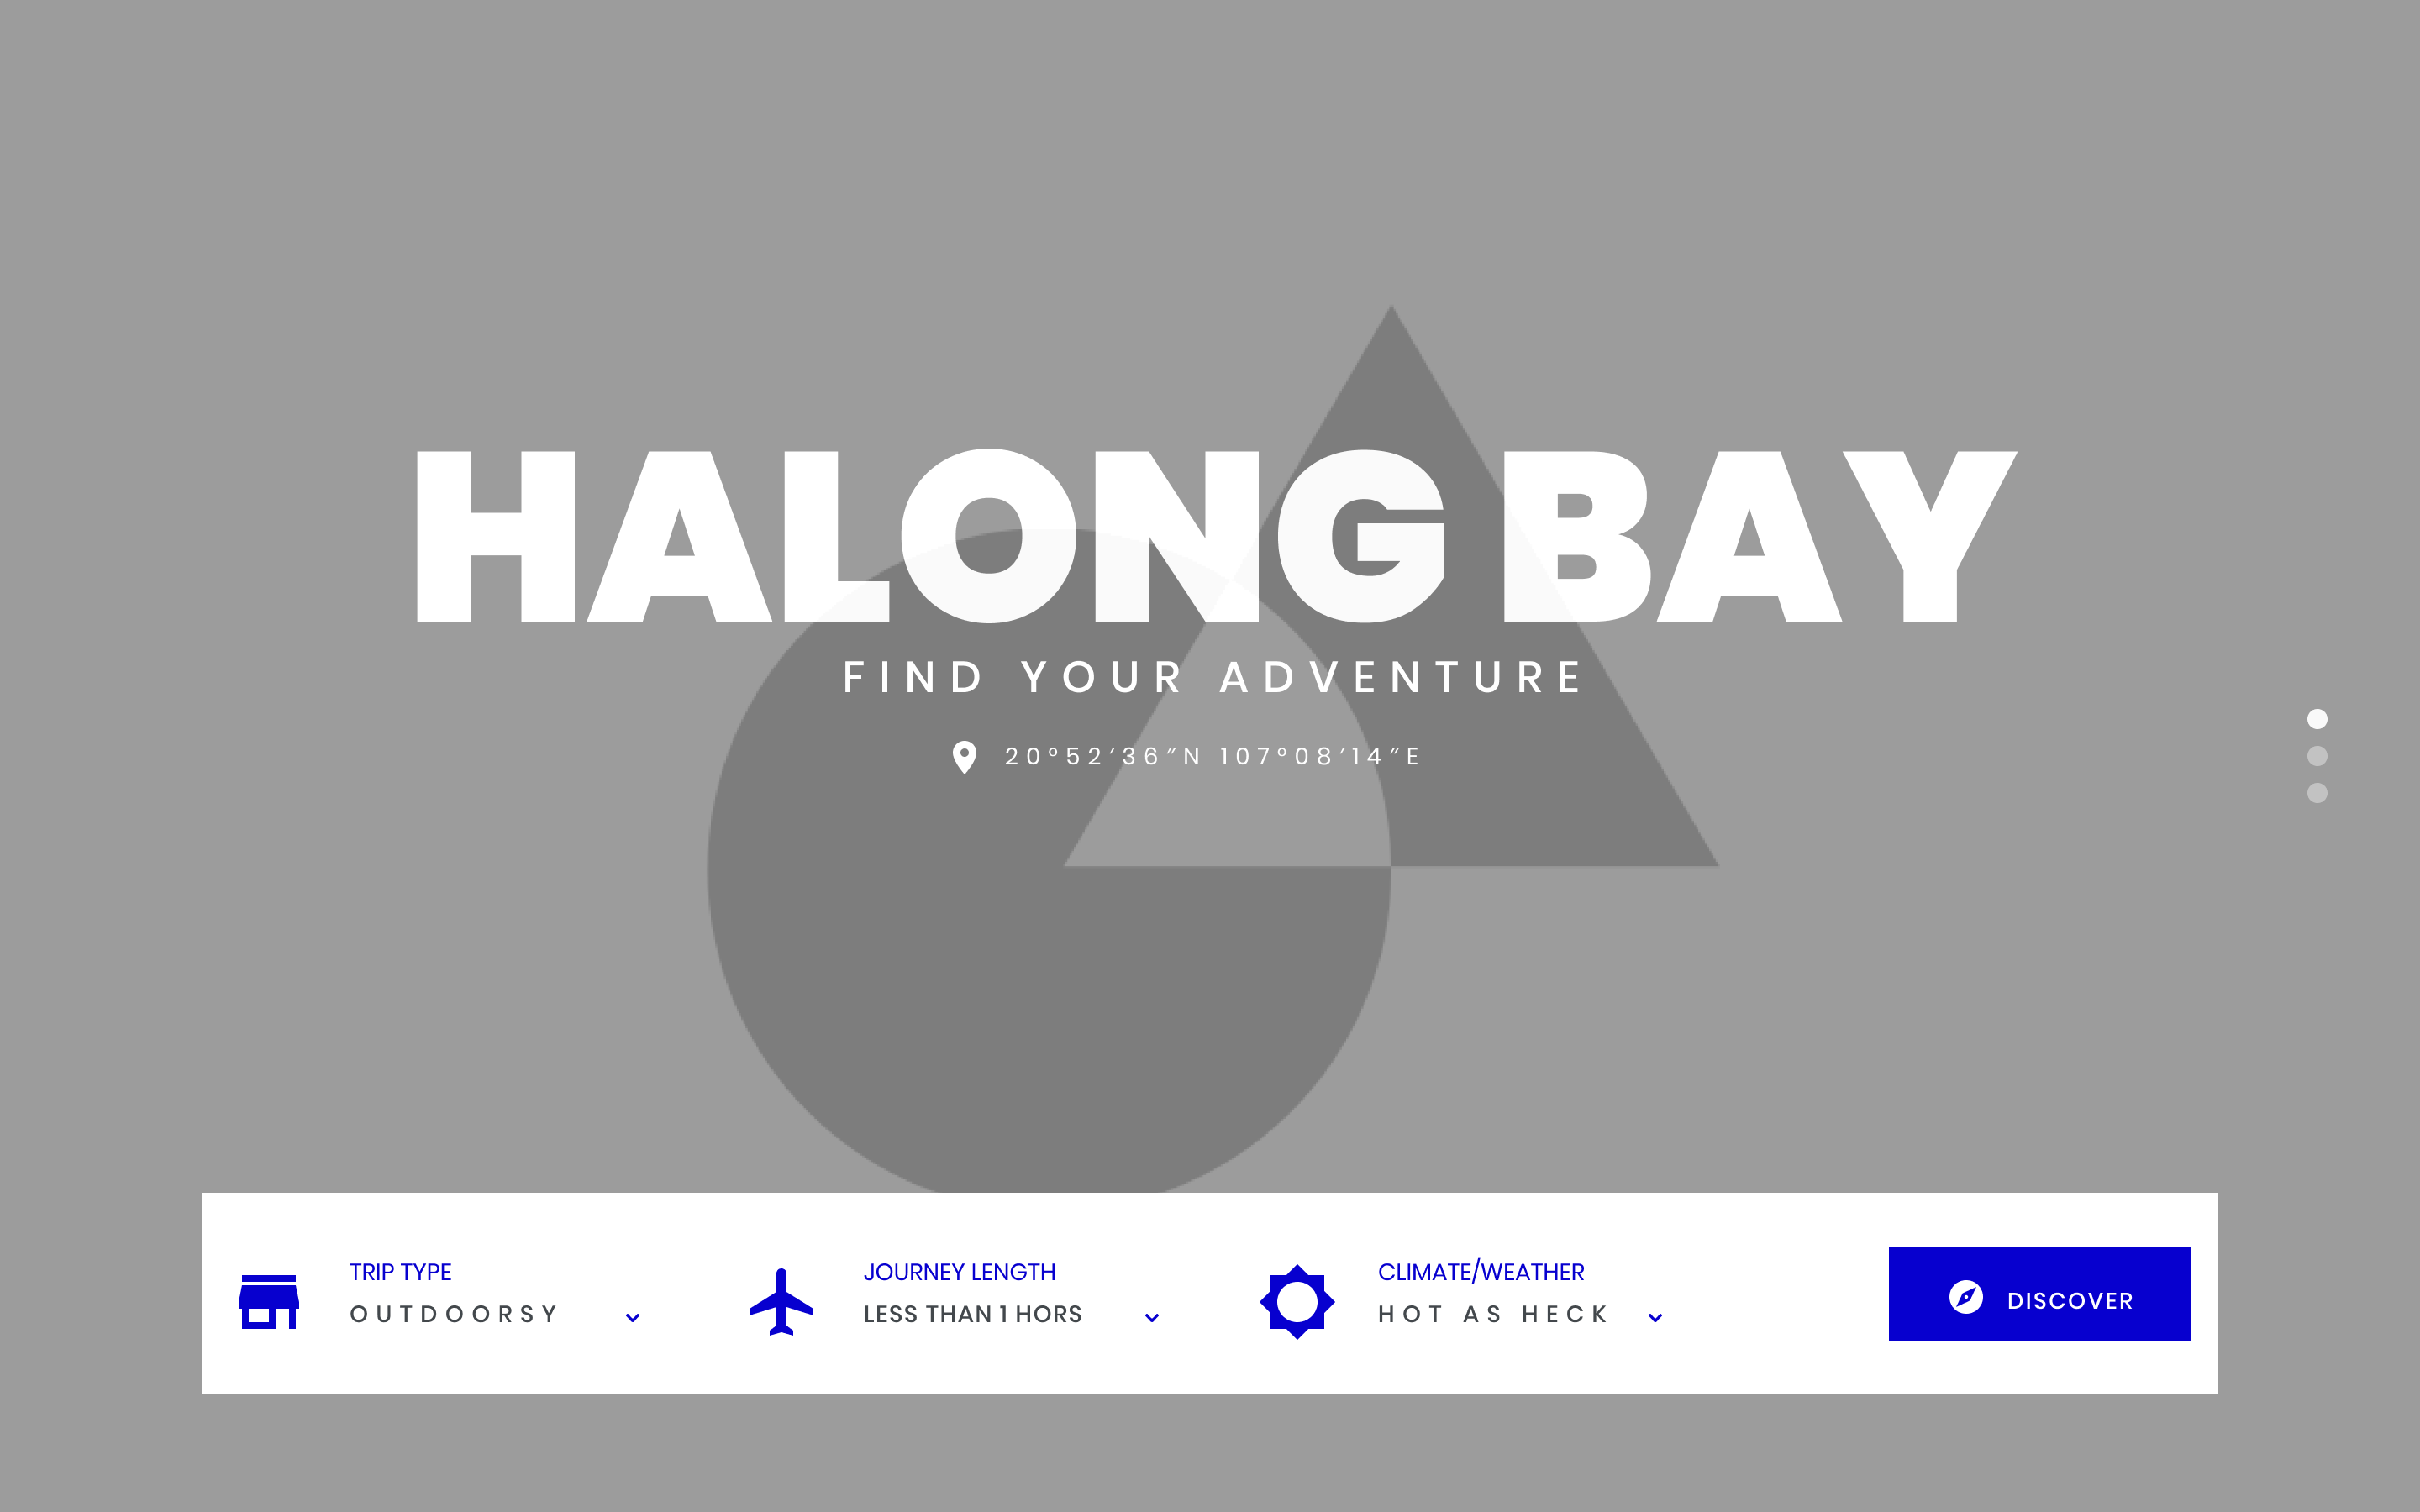 HALONG BAY
FIND YOUR ADVENTURE
20°52′36″N 107°08′14″E
TRIP TYPE
OUTDOORSY
JOURNEY LENGTH
LESS THAN 1 HORS
CLIMATE/WEATHER
HOT AS HECK
DISCOVER